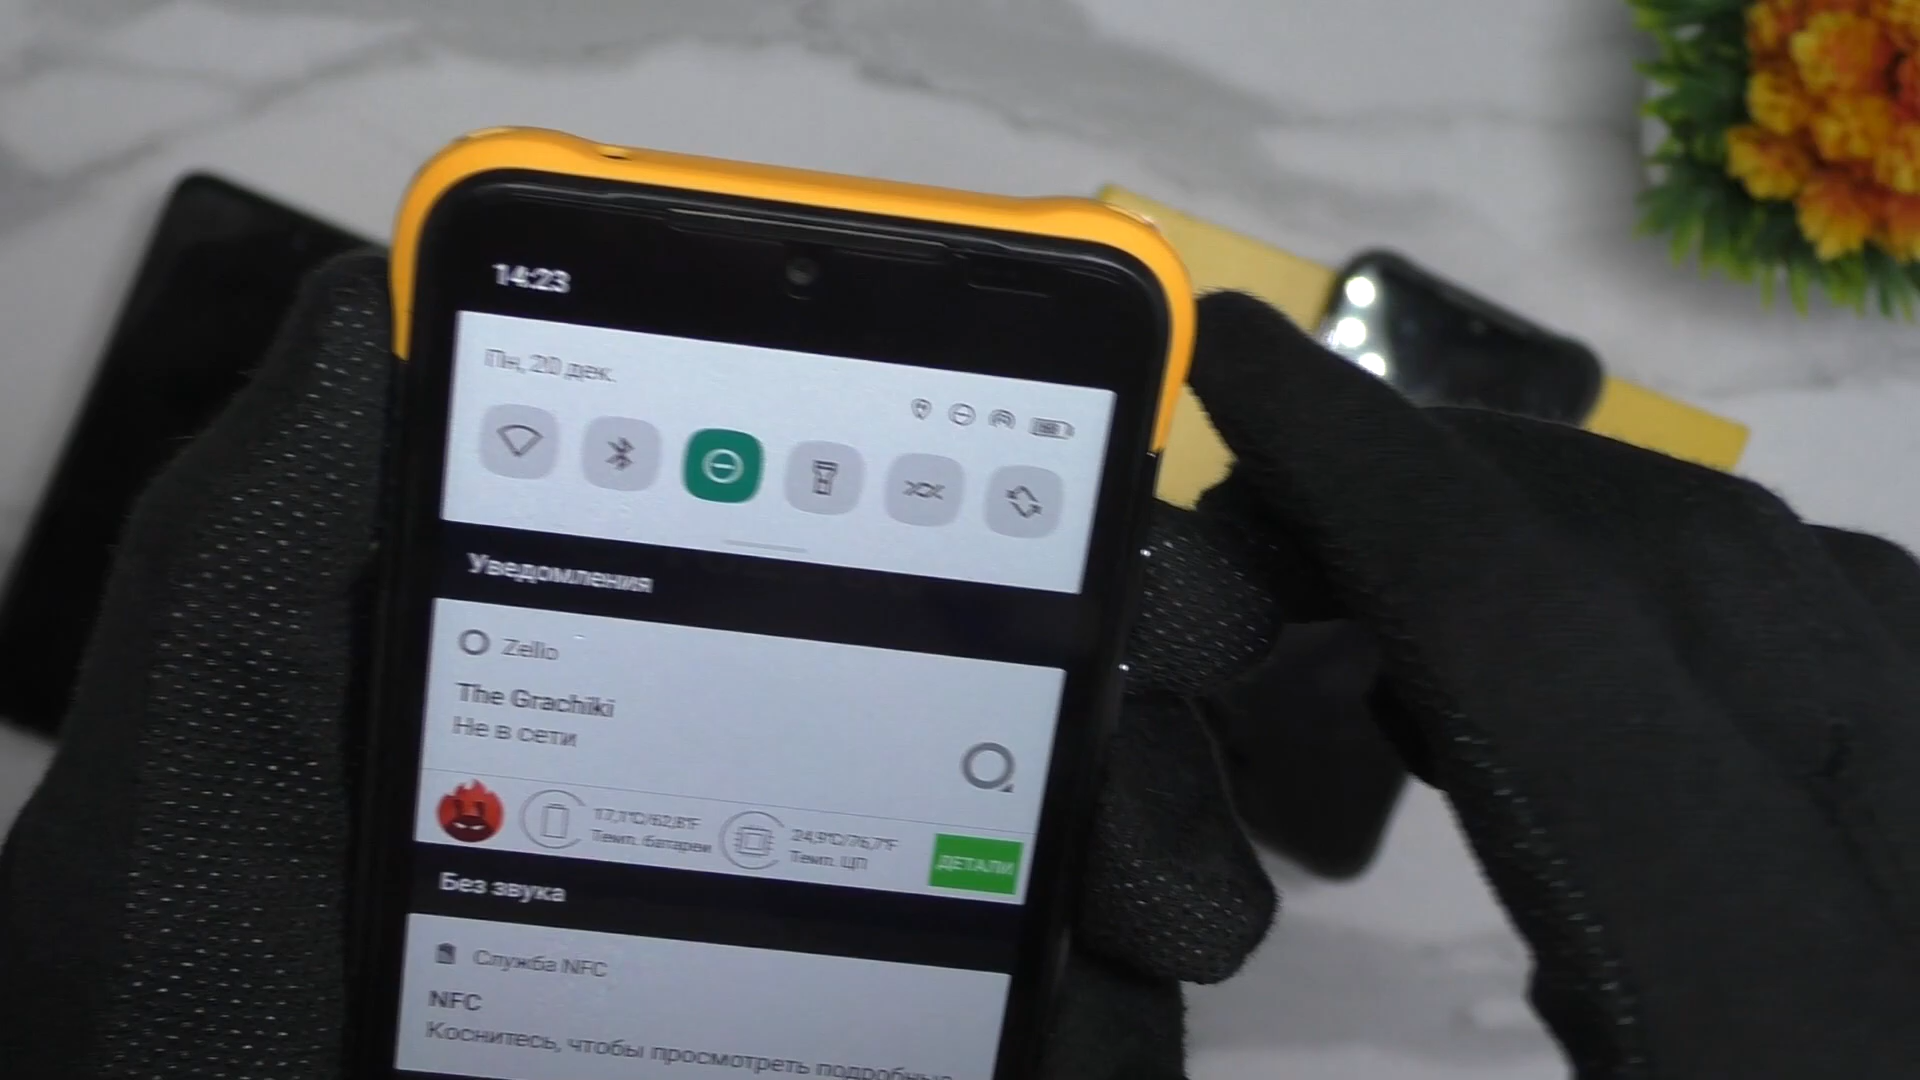 14:23
Пн, 20 дек.
Уведомления
Zello
The Grachiki
Не в сети
17,1°C/62,8°F
Темп. батареи
24,9°C/76,7°F
Темп. ЦП
ДЕТАЛИ
Без звука
Служба NFC
NFC
Коснитесь, чтобы просмотреть подробные